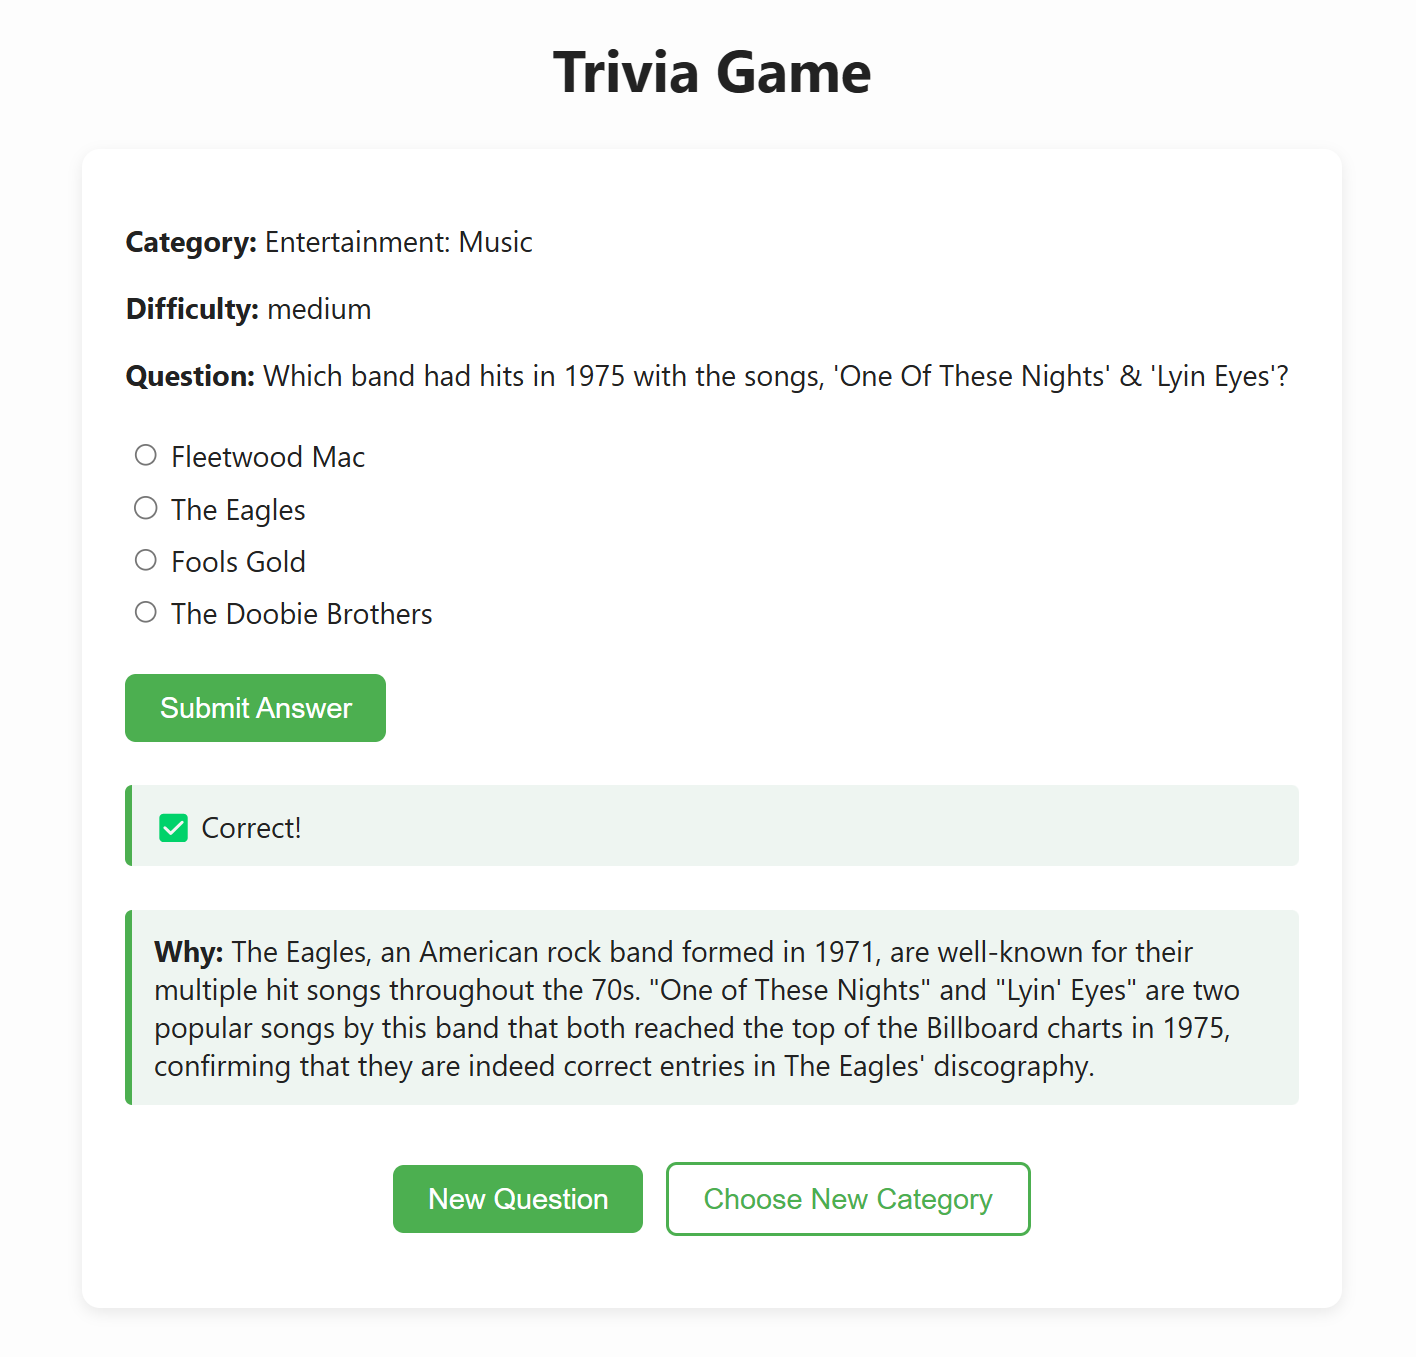 Trivia Game
Category: Entertainment: Music
Difficulty: medium
Question: Which band had hits in 1975 with the songs, 'One Of These Nights' & 'Lyin Eyes'?
Fleetwood Mac
The Eagles
Fools Gold
The Doobie Brothers
Submit Answer
✅ Correct!
Why: The Eagles, an American rock band formed in 1971, are well-known for their
multiple hit songs throughout the 70s. "One of These Nights" and "Lyin' Eyes" are two
popular songs by this band that both reached the top of the Billboard charts in 1975,
confirming that they are indeed correct entries in The Eagles' discography.
New Question
Choose New Category